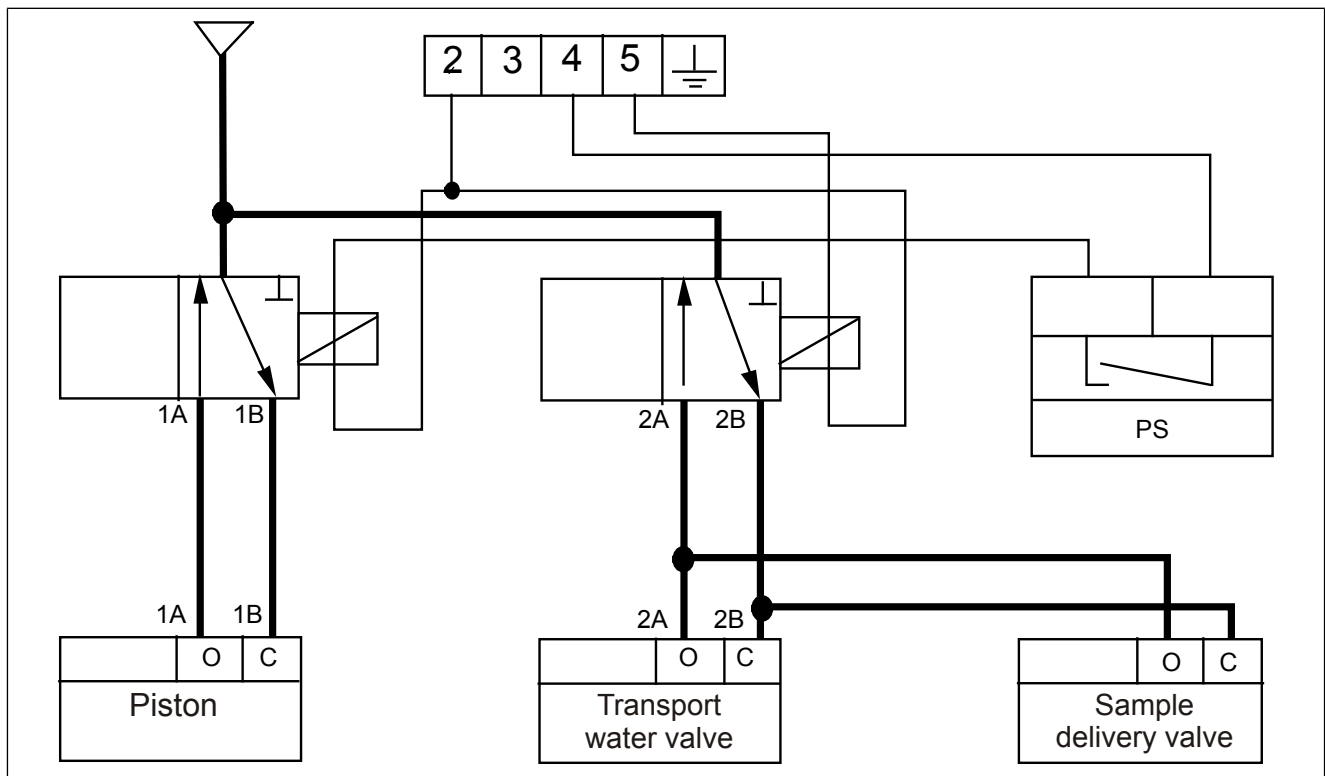 2 3 4 5
1A 1B
2A 2B
PS
1A 1B
2A 2B
O C
O C
O C
Piston
Transport
water valve
Sample
delivery valve